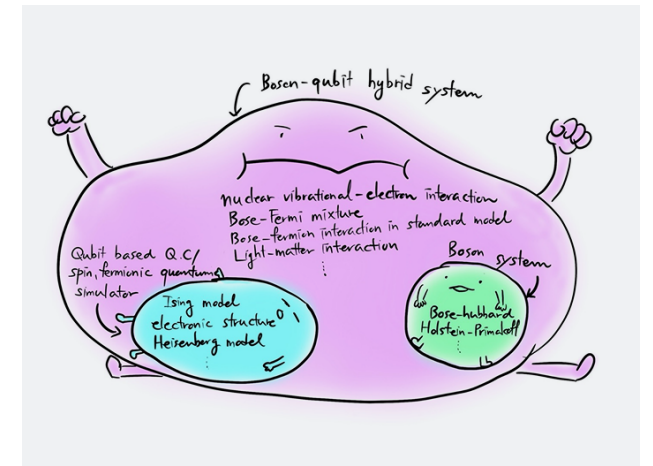 Boson-qubit hybrid system
nuclear vibrational-electron interaction
Bose-Fermi mixture
Bose-fermion interaction in standard model
Light-matter interaction
⋮
Qubit based Q.C/
spin, fermionic quantum
simulator
Boson system
Ising model
electronic structure
Heisenberg model
⋮
Bose-hubbard
Holstein-Primakoff
⋮